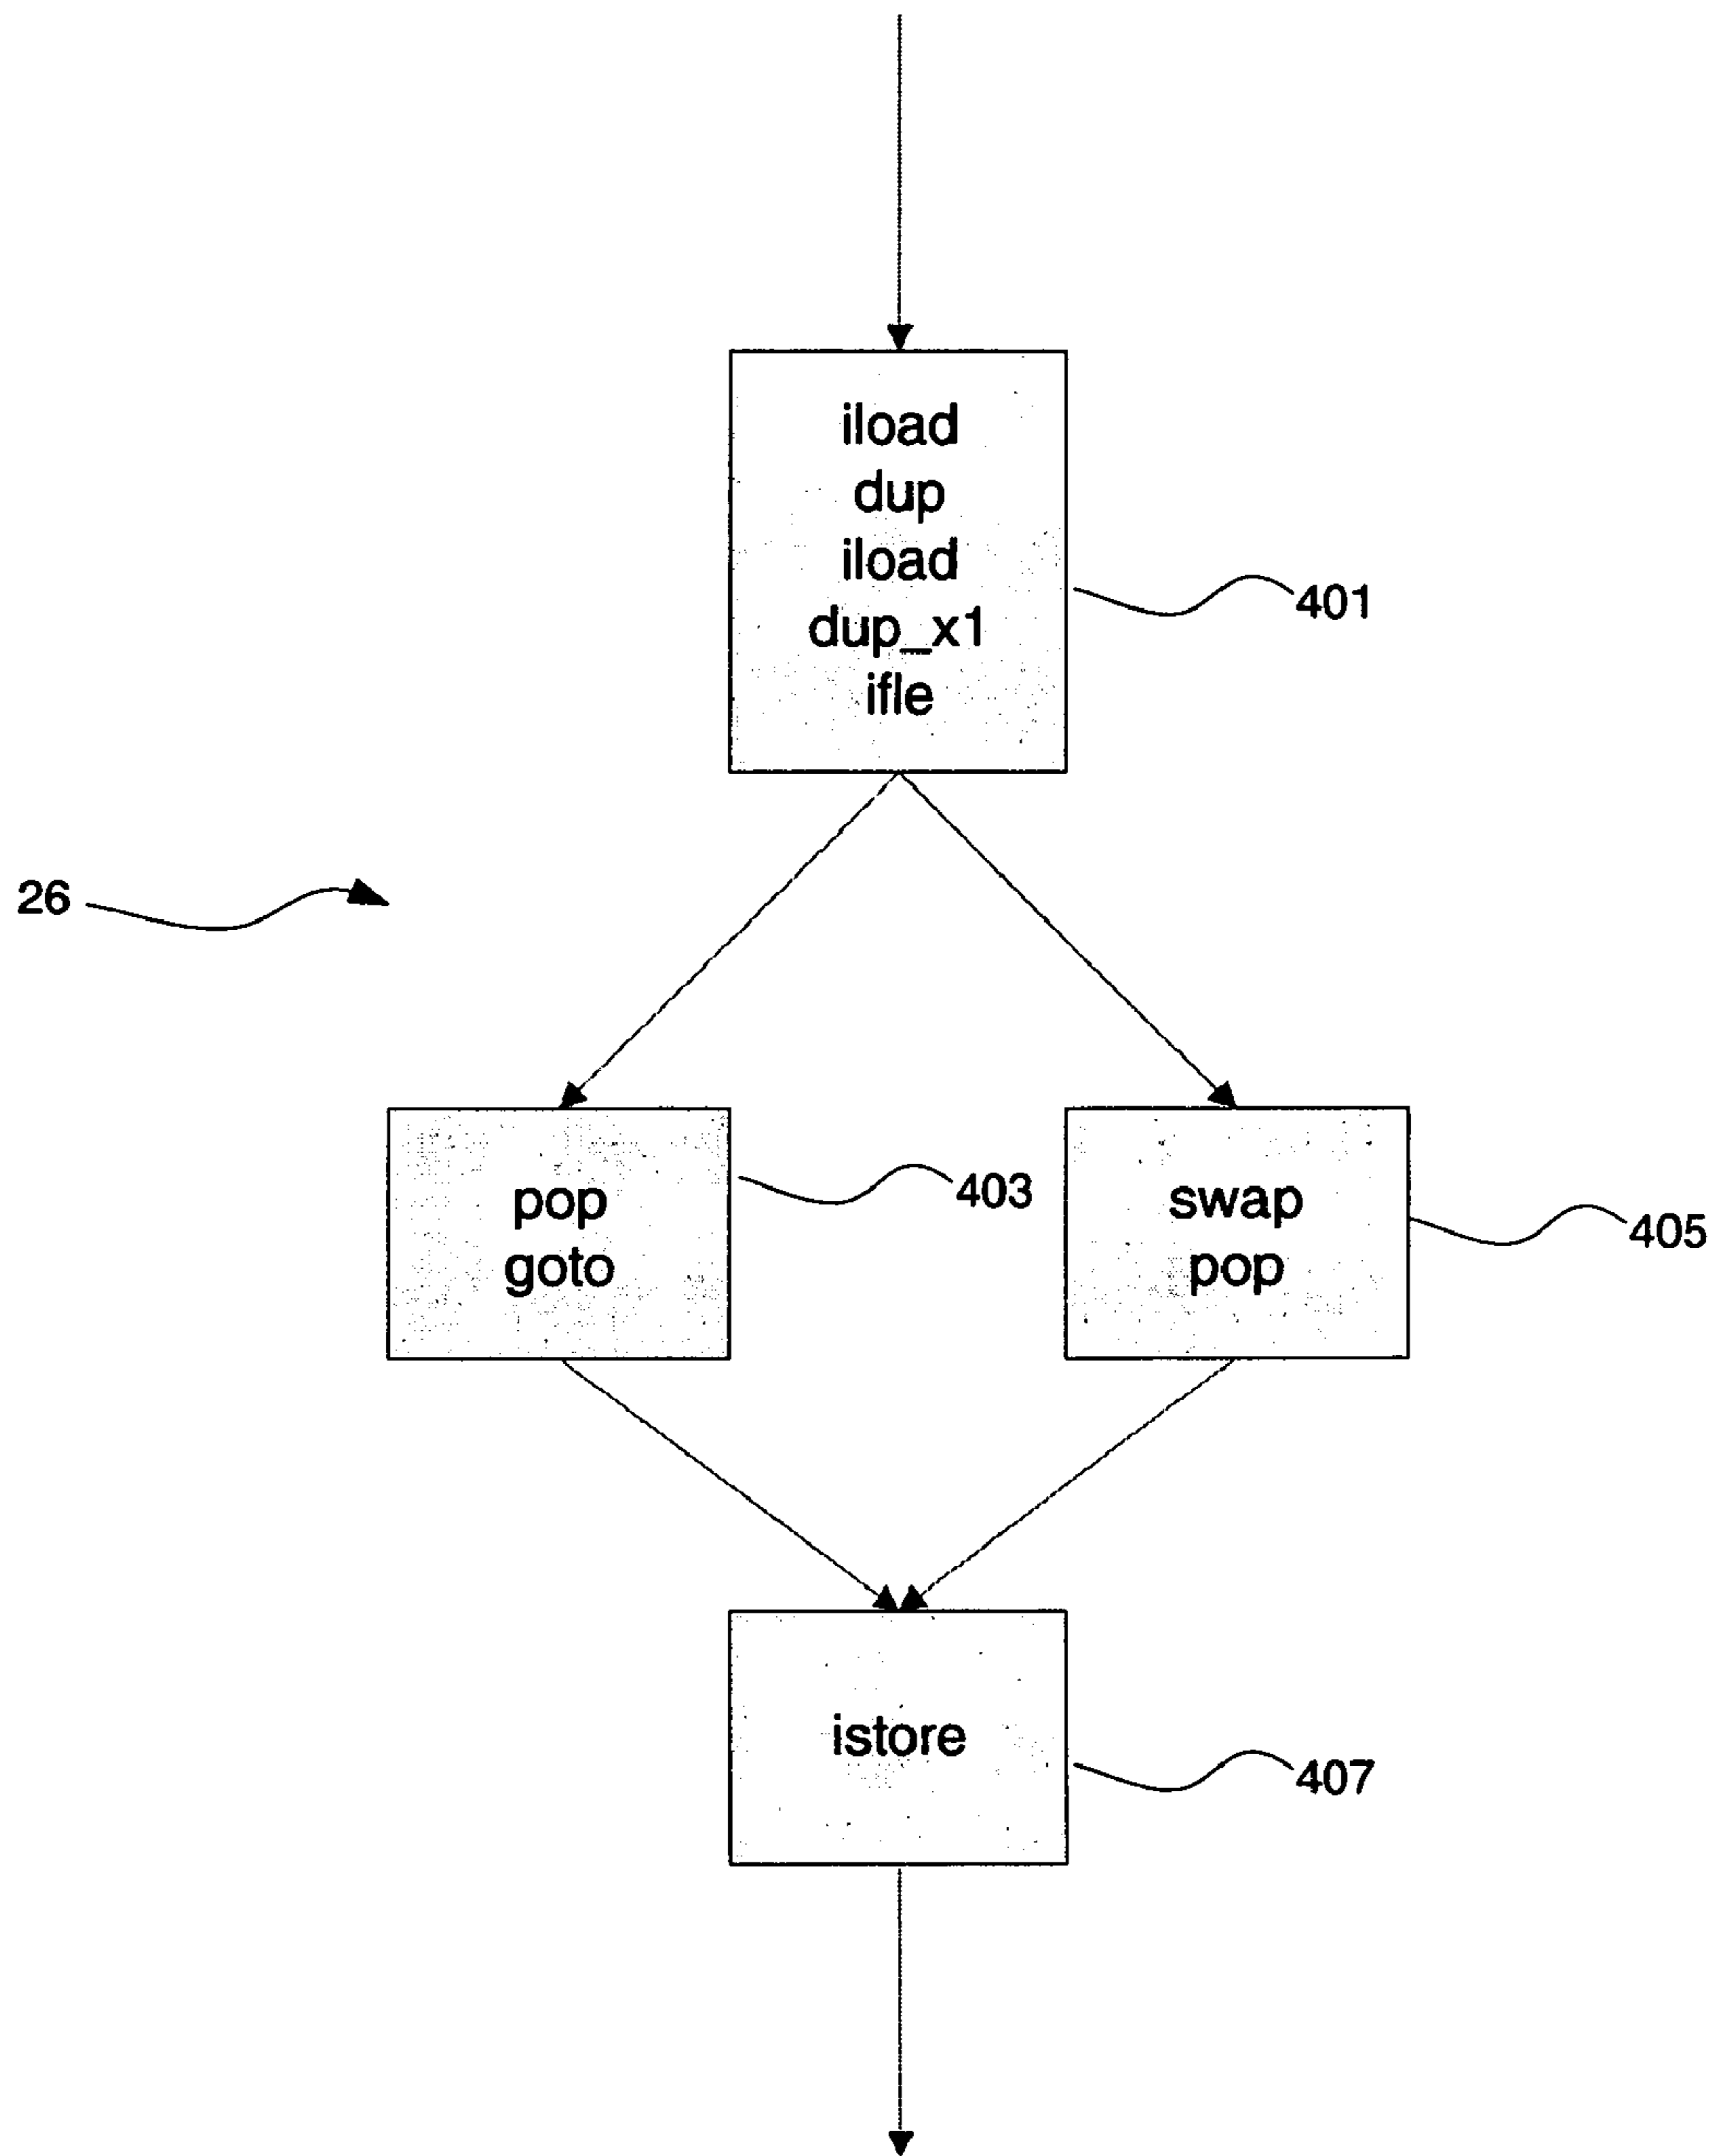 iload
dup
iload
dup_x1
ifle
401
26
pop
goto
403
swap
pop
405
istore
407